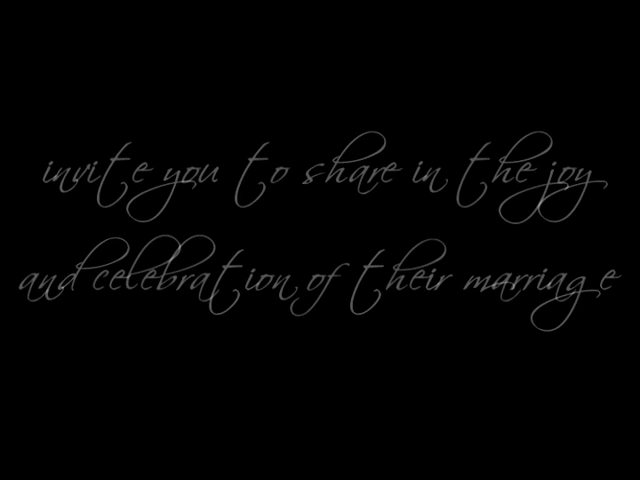 invite you to share in the joy
and celebration of their marriage